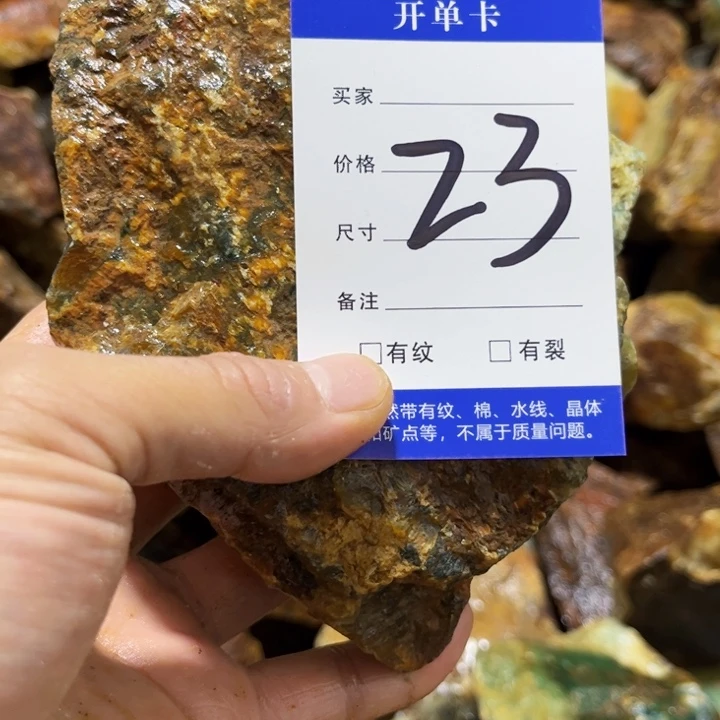 开单卡
买家
价格
23
尺寸
备注
□有纹 □有裂
然带有纹、棉、水线、晶体
矿点等，不属于质量问题。